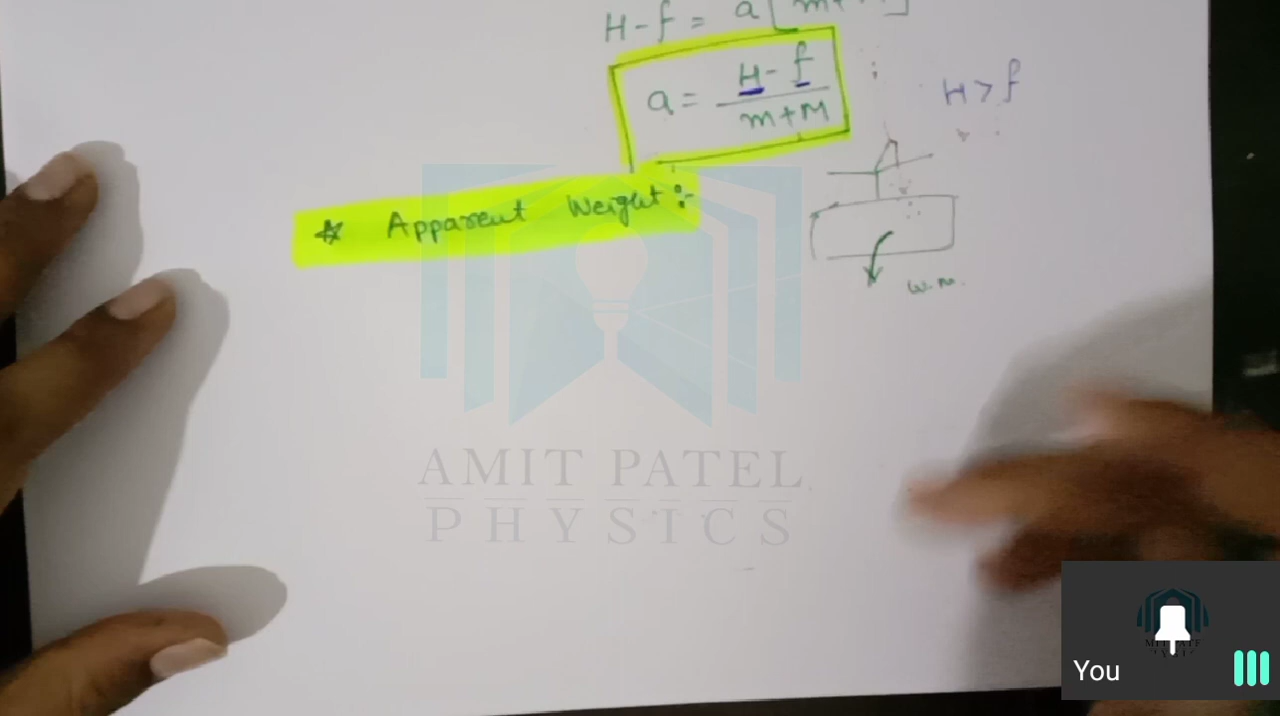 H - f = a [ m +
a = H - f / m + M
H > f
* Apparent Weight :-
w.m.
AMIT PATEL
PHYSICS
You